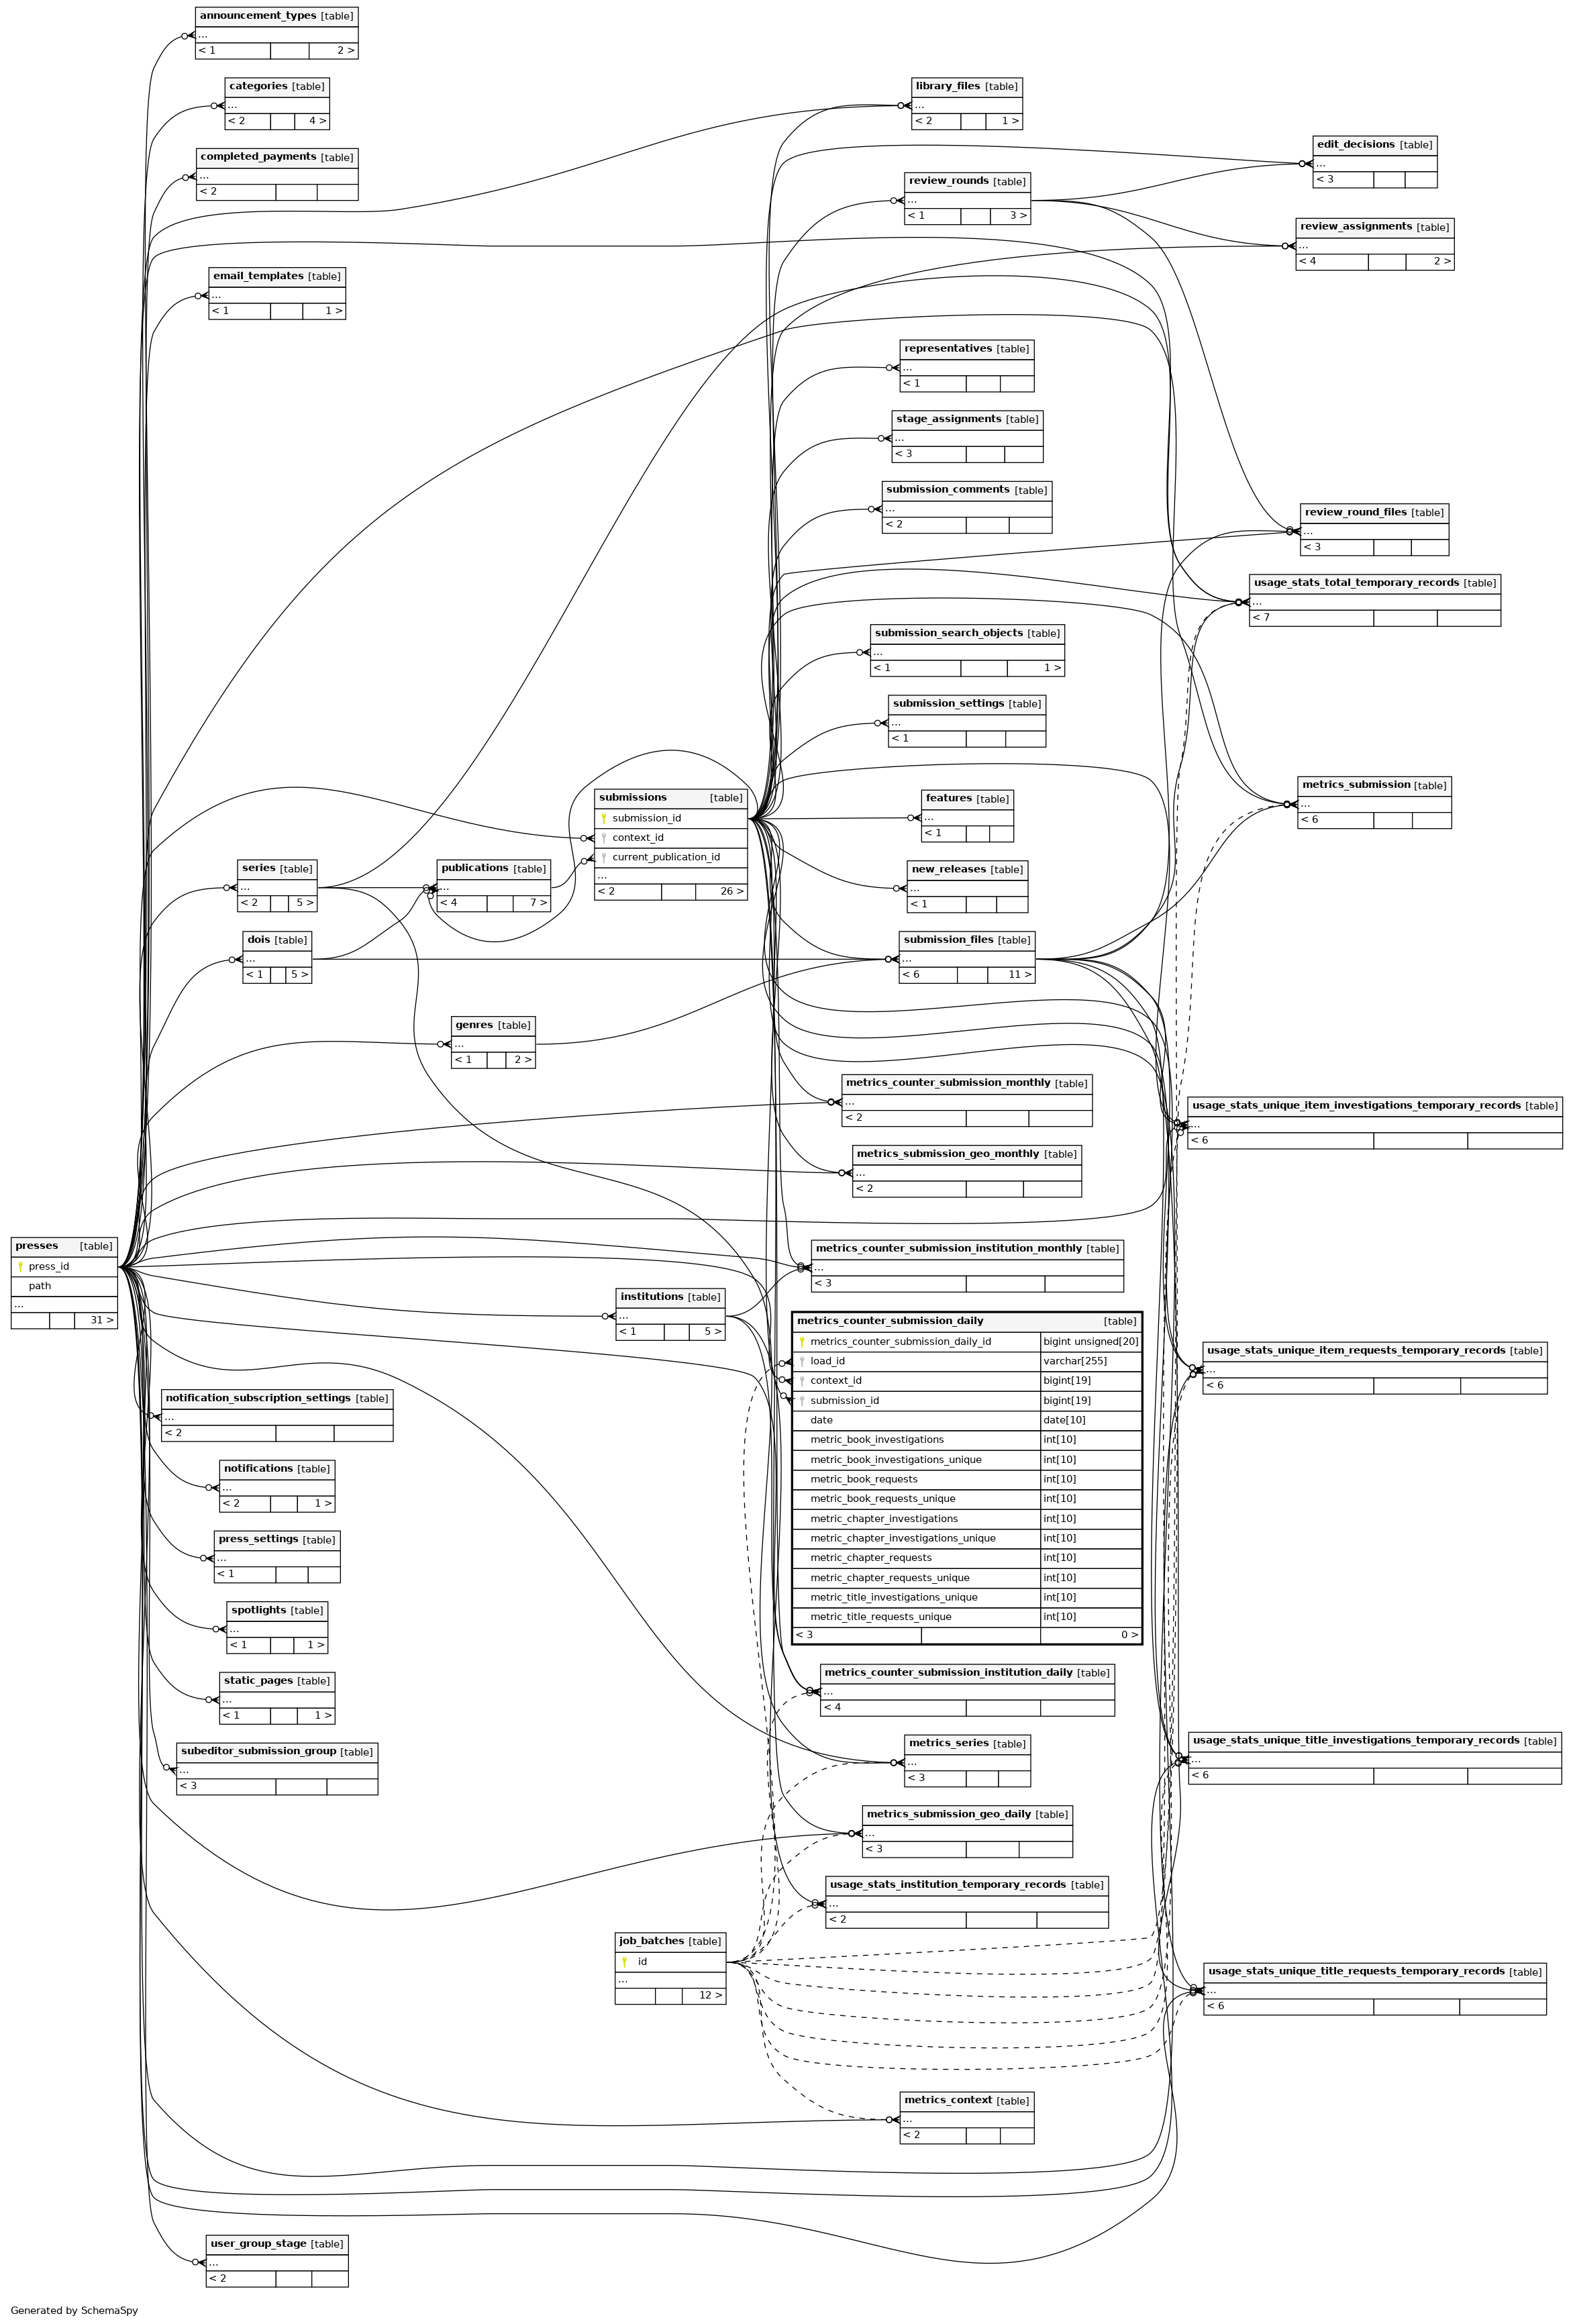 announcement_types [table]
...
< 1 2 >
categories [table]
...
< 2 4 >
completed_payments [table]
...
< 2
email_templates [table]
...
< 1 1 >
library_files [table]
...
< 2 1 >
edit_decisions [table]
...
< 3
review_rounds [table]
...
< 1 3 >
review_assignments [table]
...
< 4 2 >
representatives [table]
...
< 1
stage_assignments [table]
...
< 3
submission_comments [table]
...
< 2
review_round_files [table]
...
< 3
usage_stats_total_temporary_records [table]
...
< 7
submission_search_objects [table]
...
< 1 1 >
submission_settings [table]
...
< 1
metrics_submission [table]
...
< 6
submissions [table]
submission_id
context_id
current_publication_id
...
< 2 26 >
features [table]
...
< 1
series [table]
...
< 2 5 >
publications [table]
...
< 4 7 >
new_releases [table]
...
< 1
dois [table]
...
< 1 5 >
submission_files [table]
...
< 6 11 >
genres [table]
...
< 1 2 >
metrics_counter_submission_monthly [table]
...
< 2
usage_stats_unique_item_investigations_temporary_records [table]
...
< 6
metrics_submission_geo_monthly [table]
...
< 2
presses [table]
press_id
path
...
31 >
metrics_counter_submission_institution_monthly [table]
...
< 3
institutions [table]
...
< 1 5 >
metrics_counter_submission_daily [table]
metrics_counter_submission_daily_id bigint unsigned[20]
load_id varchar[255]
context_id bigint[19]
submission_id bigint[19]
date date[10]
metric_book_investigations int[10]
metric_book_investigations_unique int[10]
metric_book_requests int[10]
metric_book_requests_unique int[10]
metric_chapter_investigations int[10]
metric_chapter_investigations_unique int[10]
metric_chapter_requests int[10]
metric_chapter_requests_unique int[10]
metric_title_investigations_unique int[10]
metric_title_requests_unique int[10]
< 3 0 >
usage_stats_unique_item_requests_temporary_records [table]
...
< 6
notification_subscription_settings [table]
...
< 2
notifications [table]
...
< 2 1 >
press_settings [table]
...
< 1
spotlights [table]
...
< 1 1 >
static_pages [table]
...
< 1 1 >
subeditor_submission_group [table]
...
< 3
metrics_counter_submission_institution_daily [table]
...
< 4
metrics_series [table]
...
< 3
usage_stats_unique_title_investigations_temporary_records [table]
...
< 6
metrics_submission_geo_daily [table]
...
< 3
usage_stats_institution_temporary_records [table]
...
< 2
job_batches [table]
id
...
12 >
usage_stats_unique_title_requests_temporary_records [table]
...
< 6
metrics_context [table]
...
< 2
user_group_stage [table]
...
< 2
Generated by SchemaSpy